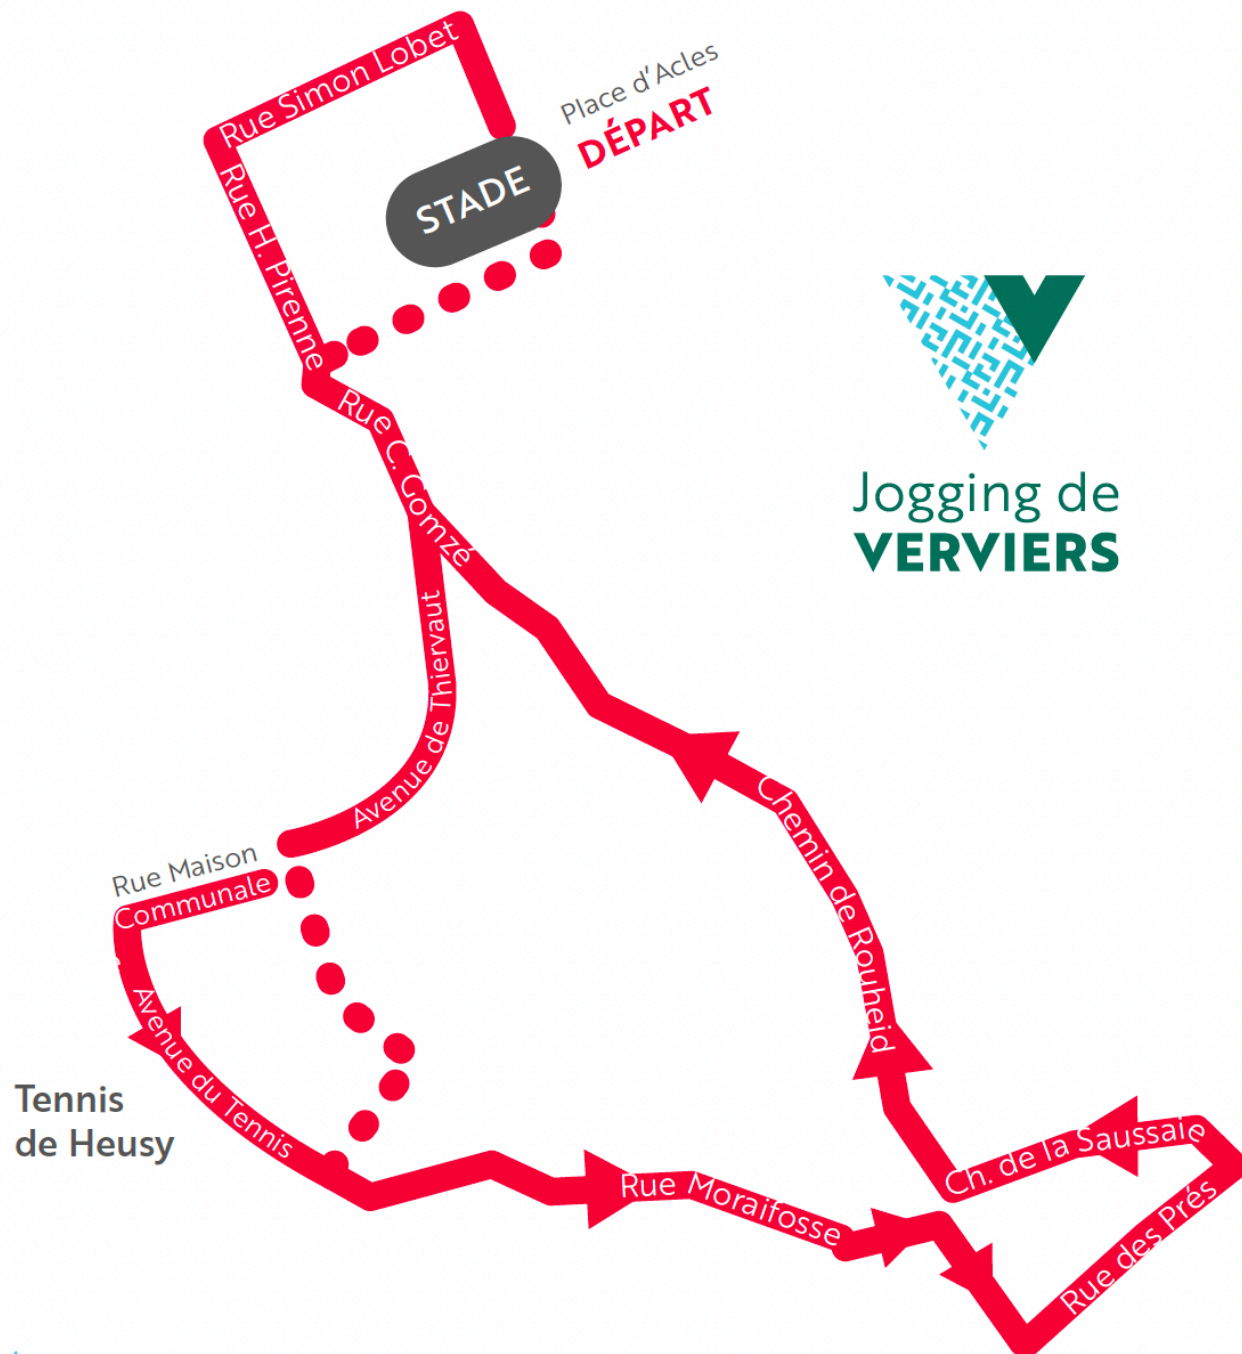 Rue Simon Lobet
Place d'Acles
DÉPART
STADE
Rue H. Pirenne
Rue C. Gomzé
Jogging de
VERVIERS
Avenue de Thiervaut
Rue Maison
Communale
Chemin de Rouheid
Avenue du Tennis
Tennis
de Heusy
Ch. de la Saussaie
Rue Moraifosse
Rue des Prés